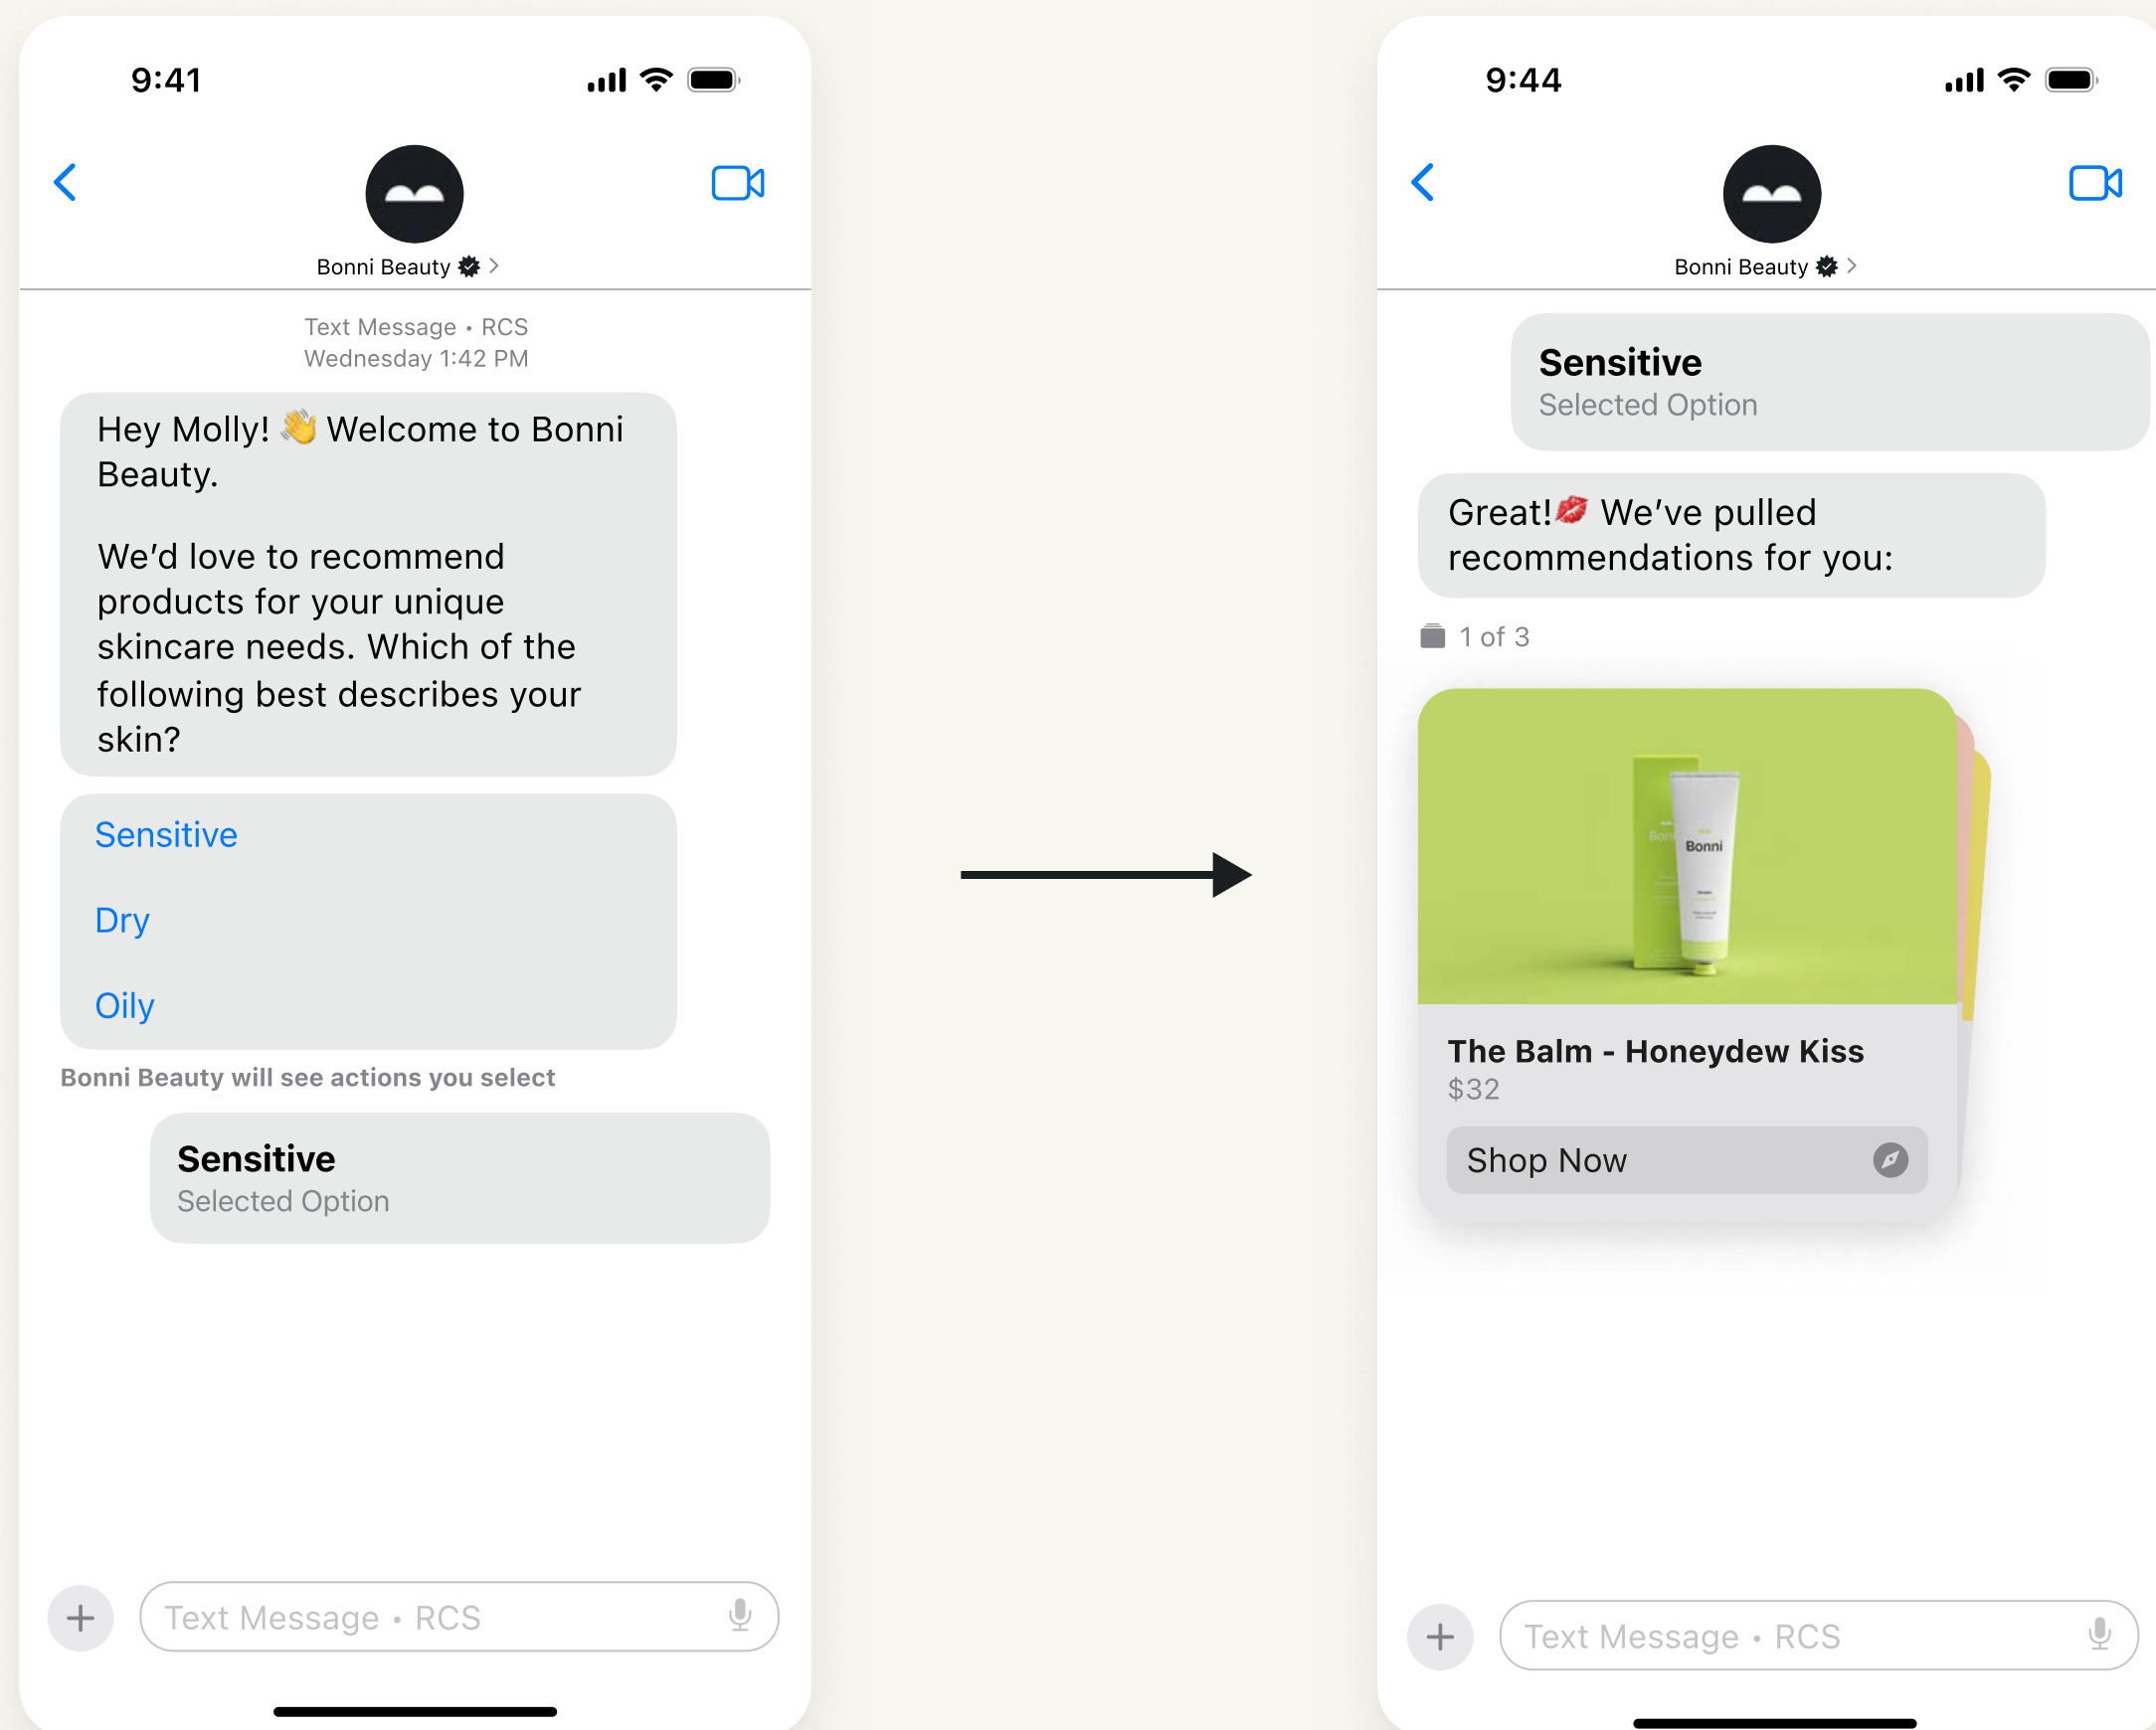 9:41
Bonni Beauty
Text Message • RCS
Wednesday 1:42 PM
Hey Molly! 👋 Welcome to Bonni
Beauty.
We’d love to recommend
products for your unique
skincare needs. Which of the
following best describes your
skin?
Sensitive
Dry
Oily
Bonni Beauty will see actions you select
Sensitive
Selected Option
Text Message • RCS
9:44
Bonni Beauty
Sensitive
Selected Option
Great!💋 We’ve pulled
recommendations for you:
1 of 3
Bonni
The Balm - Honeydew Kiss
$32
Shop Now
Text Message • RCS